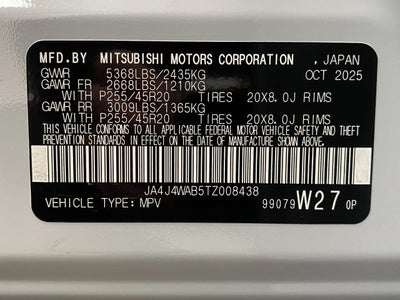 MFD.BY MITSUBISHI MOTORS CORPORATION , JAPAN
GVWR 5368LBS/2435KG OCT 2025
GAWR FR 2668LBS/1210KG
WITH P255/45R20 TIRES 20X8.0J RIMS
GAWR RR 3009LBS/1365KG
WITH P255/45R20 TIRES 20X8.0J RIMS
THIS VEHICLE CONFORMS TO ALL APPLICABLE FEDERAL
MOTOR VEHICLE SAFETY AND THEFT PREVENTION STANDARDS
IN EFFECT ON THE DATE OF MANUFACTURE SHOWN ABOVE.
JA4J4WAB5TZ008438
VEHICLE TYPE: MPV 99079 W27 0P